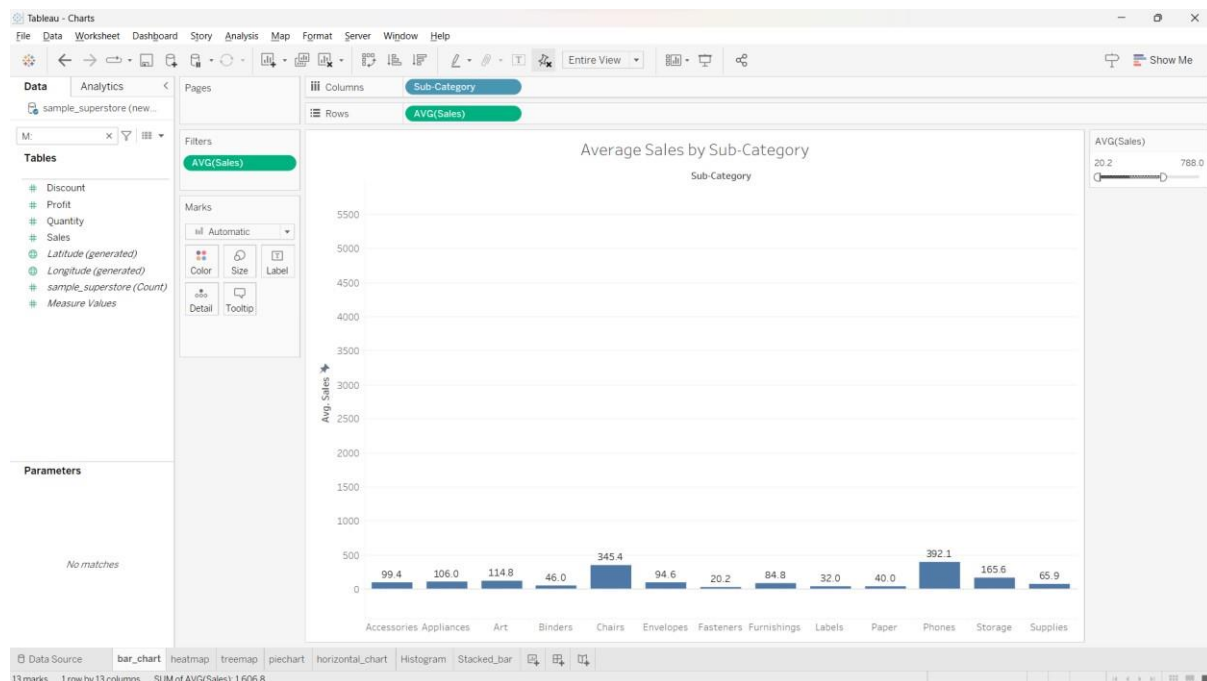 Tableau - Charts
File Data Worksheet Dashboard Story Analysis Map Format Server Window Help
Entire View
Show Me
Data Analytics
sample_superstore (new...
M:
Tables
Discount
Profit
Quantity
Sales
Latitude (generated)
Longitude (generated)
sample_superstore (Count)
Measure Values
Parameters
No matches
Pages
Filters
AVG(Sales)
Marks
Automatic
Color Size Label
Detail Tooltip
Columns Sub-Category
Rows AVG(Sales)
Average Sales by Sub-Category
Sub-Category
Avg. Sales
5500
5000
4500
4000
3500
3000
2500
2000
1500
1000
500
0
99.4 106.0 114.8 46.0 345.4 94.6 20.2 84.8 32.0 40.0 392.1 165.6 65.9
Accessories Appliances Art Binders Chairs Envelopes Fasteners Furnishings Labels Paper Phones Storage Supplies
AVG(Sales)
20.2 788.0
Data Source bar_chart heatmap treemap piechart horizontal_chart Histogram Stacked_bar
13 marks 1 row by 13 columns SUM of AVG(Sales): 1,606.8